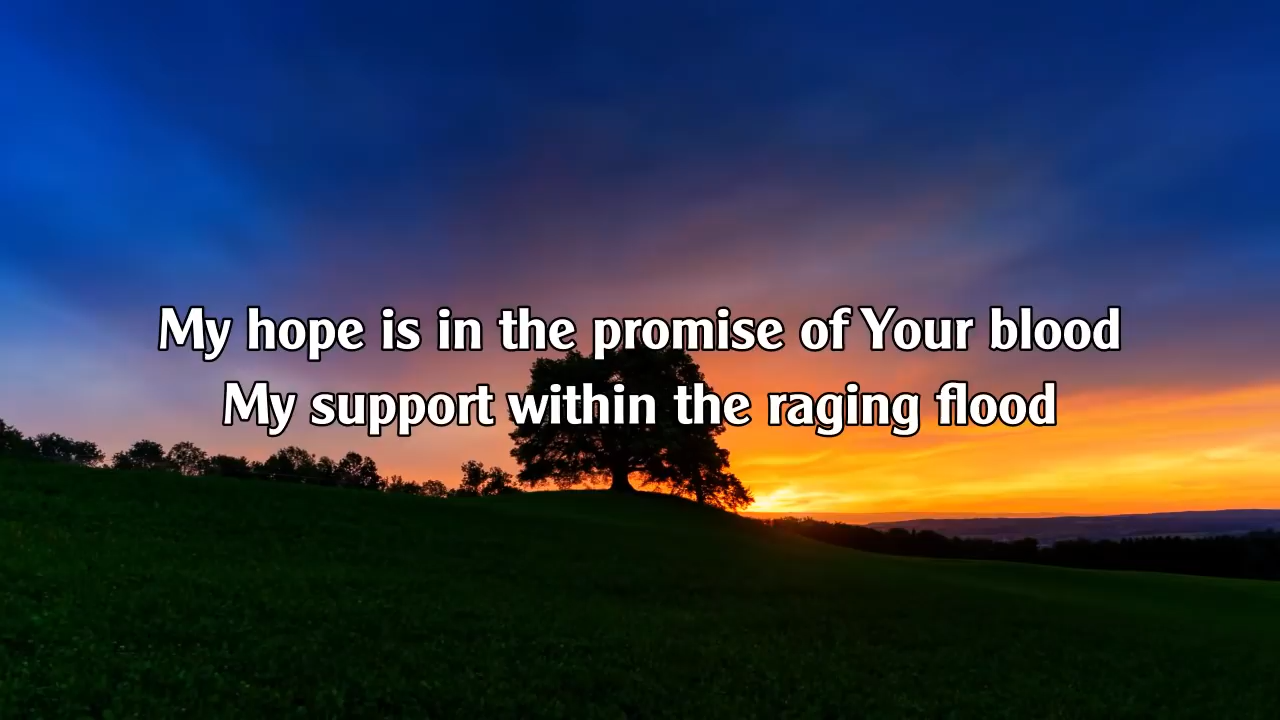 My hope is in the promise of Your blood
My support within the raging flood